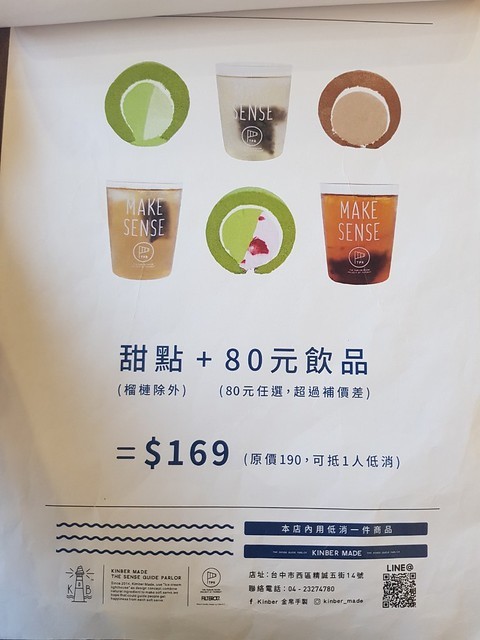 SENSE
TPR
MAKE
SENSE
TPR
MAKE
SENSE
TPR
甜點 + 80元飲品
(榴槤除外) (80元任選，超過補價差)
=$169 (原價190，可抵1人低消)
本店內用低消一件商品
KINBER MADE
KINBER MADE
THE SENSE GUIDE PARLOR
K B
LINE@
店址：台中市西區精誠五街14號
聯絡電話：04-23274780
Kinber 金帛手製 kinber_made